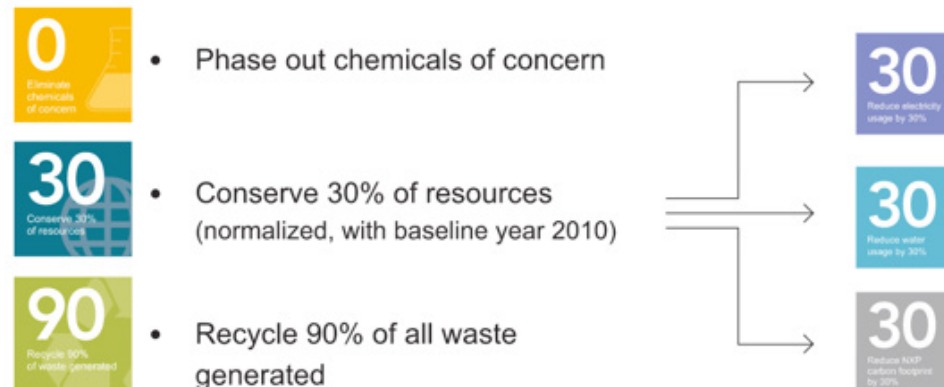 0
Eliminate
chemicals
of concern
• Phase out chemicals of concern
30
Conserve 30%
of resources
• Conserve 30% of resources
(normalized, with baseline year 2010)
90
Recycle 90%
of waste generated
• Recycle 90% of all waste
generated
30
Reduce electricity
usage by 30%
30
Reduce water
usage by 30%
30
Reduce NXP
carbon footprint
by 30%